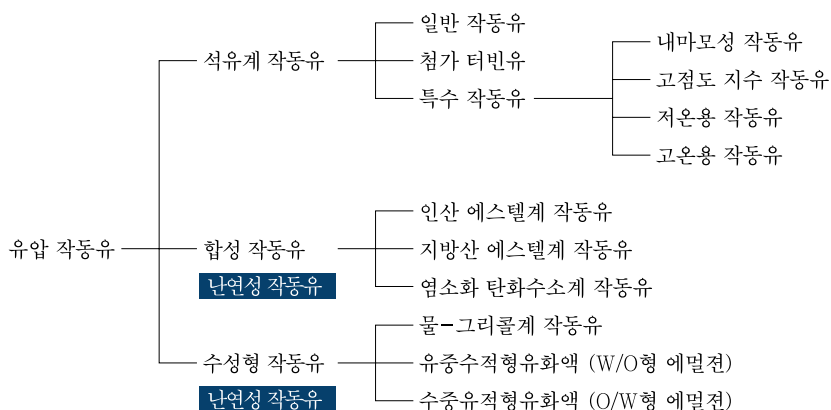 유압 작동유
석유계 작동유
일반 작동유
첨가 터빈유
특수 작동유
내마모성 작동유
고점도 지수 작동유
저온용 작동유
고온용 작동유
합성 작동유
난연성 작동유
인산 에스텔계 작동유
지방산 에스텔계 작동유
염소화 탄화수소계 작동유
수성형 작동유
난연성 작동유
물-그리콜계 작동유
유중수적형유화액 (W/O형 에멀젼)
수중유적형유화액 (O/W형 에멀젼)